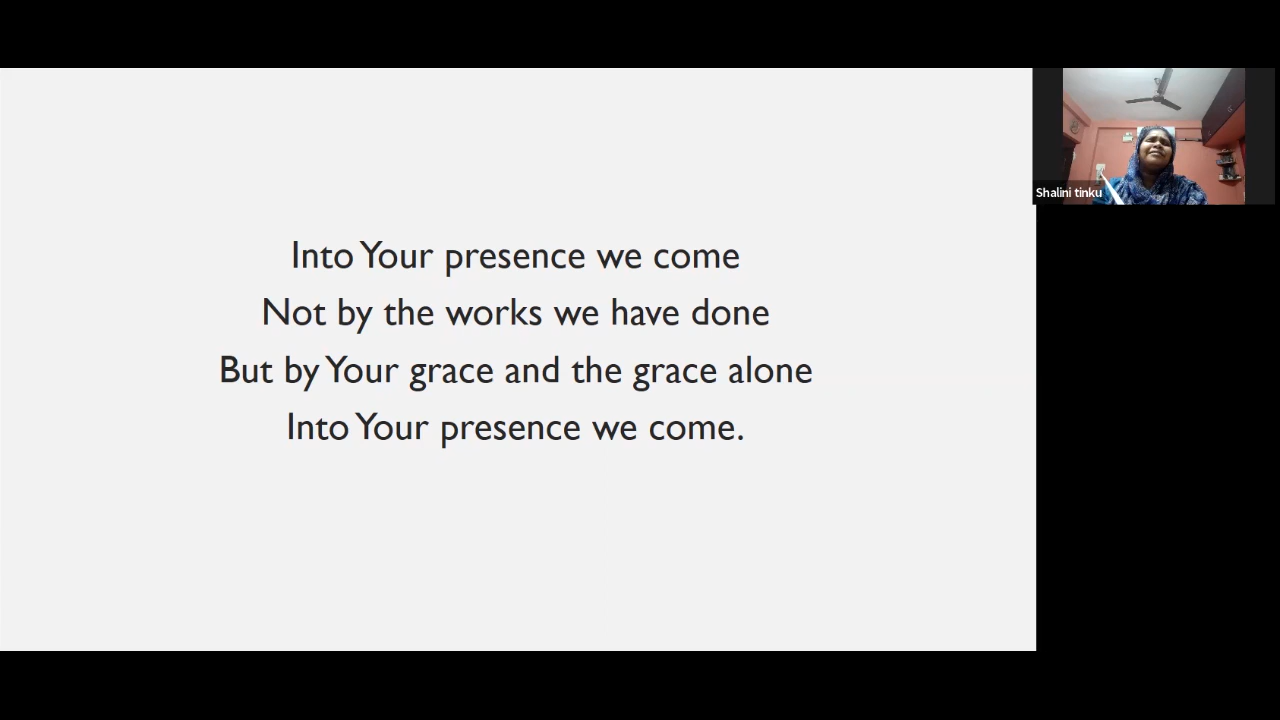 Into Your presence we come
Not by the works we have done
But by Your grace and the grace alone
Into Your presence we come.
Shalini tinku